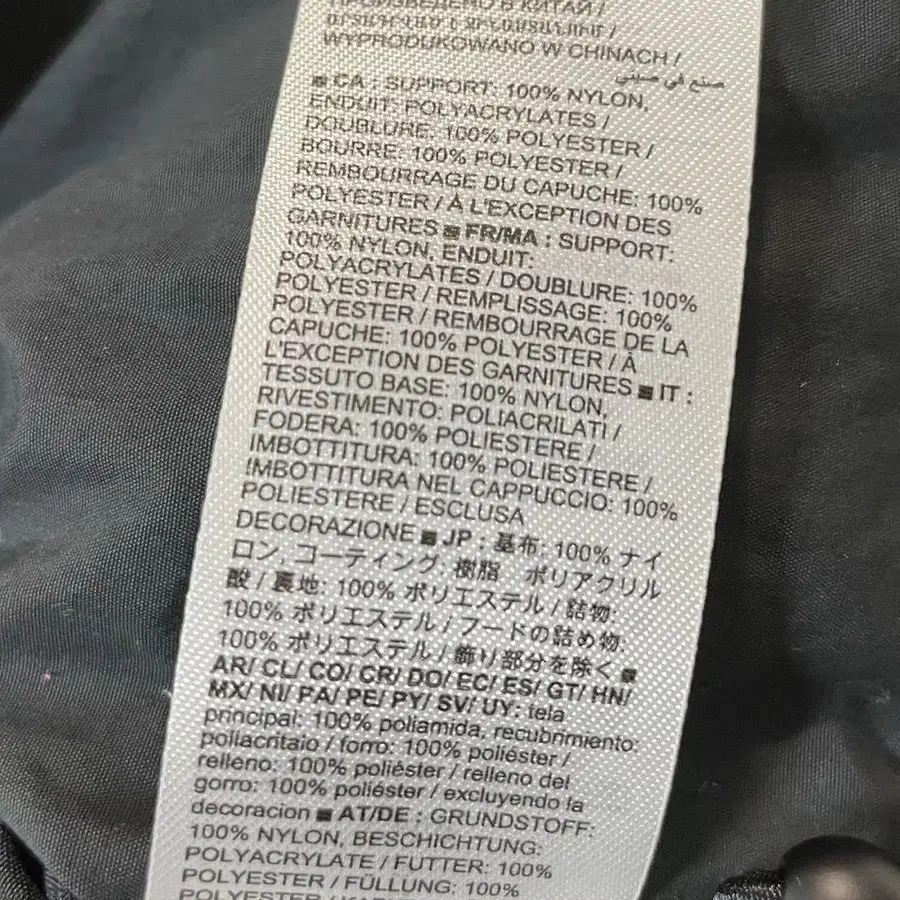 ПРОИЗВЕДЕНО В КИТАЙ /
WYPRODUKOWANO W CHINACH /
صنع في صيني
■ CA : SUPPORT: 100% NYLON,
ENDUIT: POLYACRYLATES /
DOUBLURE: 100% POLYESTER /
BOURRE: 100% POLYESTER /
REMBOURRAGE DU CAPUCHE: 100%
POLYESTER / À L'EXCEPTION DES
GARNITURES ■ FR/MA : SUPPORT:
100% NYLON, ENDUIT:
POLYACRYLATES / DOUBLURE: 100%
POLYESTER / REMPLISSAGE: 100%
POLYESTER / REMBOURRAGE DE LA
CAPUCHE: 100% POLYESTER / À
L'EXCEPTION DES GARNITURES ■ IT :
TESSUTO BASE: 100% NYLON,
RIVESTIMENTO: POLIACRILATI /
FODERA: 100% POLIESTERE /
IMBOTTITURA: 100% POLIESTERE /
IMBOTTITURA NEL CAPPUCCIO: 100%
POLIESTERE / ESCLUSA
DECORAZIONE ■ JP : 基布: 100% ナイ
ロン, コーティング: 樹脂 ポリアクリル
酸 / 裏地: 100% ポリエステル / 詰物:
100% ポリエステル / フードの詰め物:
100% ポリエステル / 飾り部分を除く ■
AR/ CL/ CO/ CR/ DO/ EC/ ES/ GT/ HN/
MX/ NI/ PA/ PE/ PY/ SV/ UY: tela
principal: 100% poliamida, recubrimiento:
poliacrilato / forro: 100% poliéster /
relleno: 100% poliéster / relleno del
gorro: 100% poliéster / excluyendo la
decoracion ■ AT/DE : GRUNDSTOFF:
100% NYLON, BESCHICHTUNG:
POLYACRYLATE / FUTTER: 100%
POLYESTER / FÜLLUNG: 100%